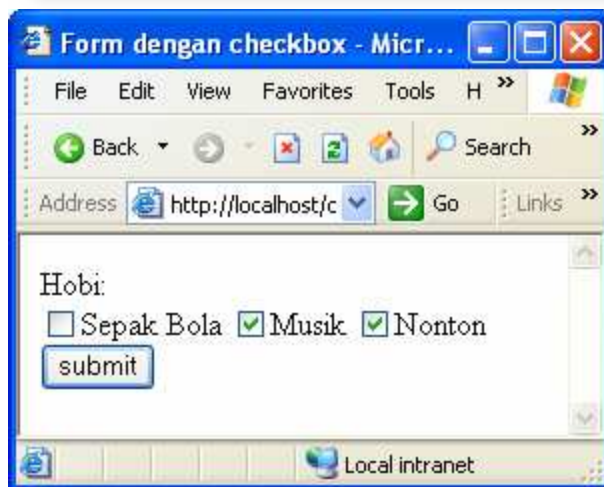 Form dengan checkbox - Micr...
File Edit View Favorites Tools H »
Back Search »
Address http://localhost/c Go Links »
Hobi:
Sepak Bola Musik Nonton
submit
Local intranet